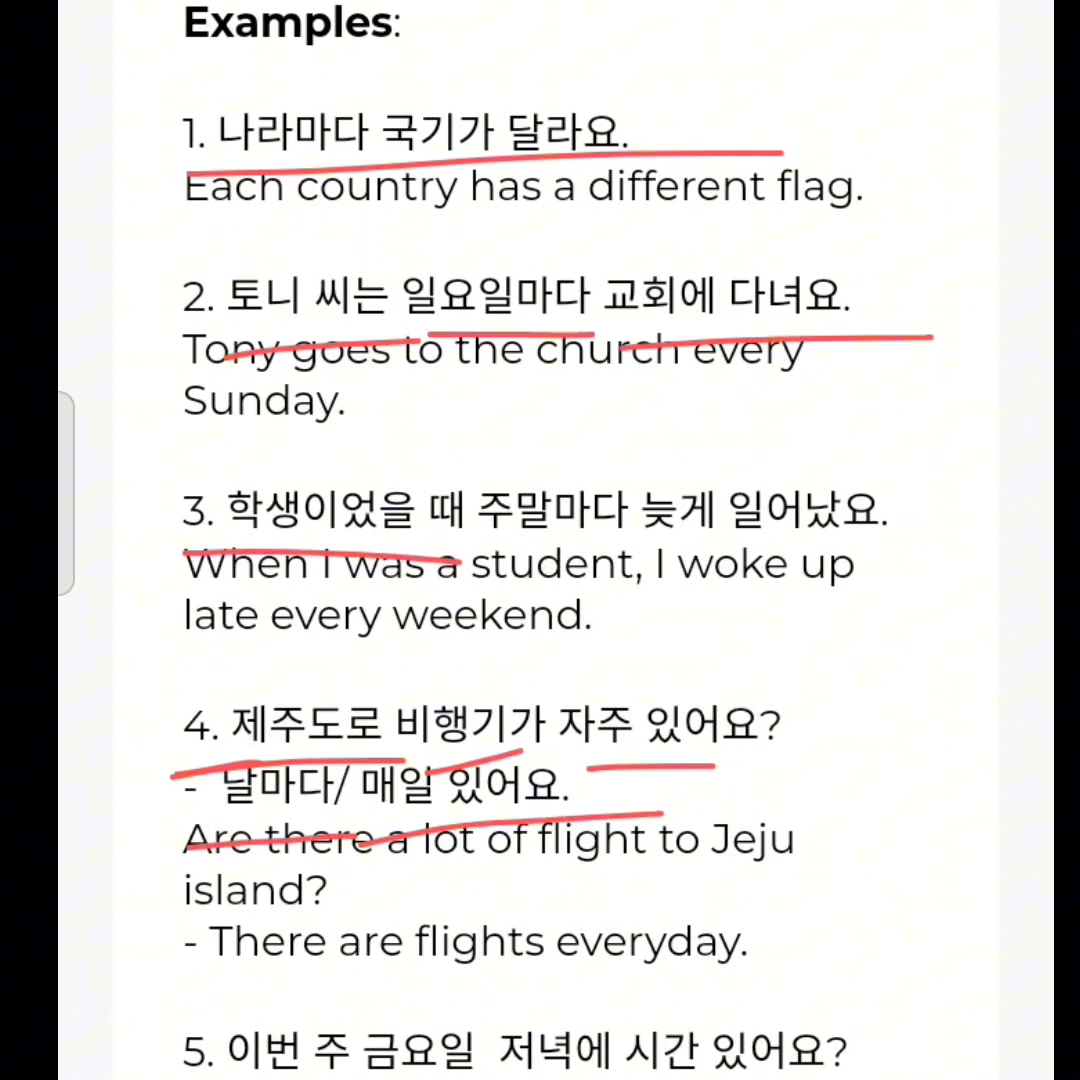 Examples:
1. 나라마다 국기가 달라요.
Each country has a different flag.
2. 토니 씨는 일요일마다 교회에 다녀요.
Tony goes to the church every
Sunday.
3. 학생이었을 때 주말마다 늦게 일어났요.
When I was a student, I woke up
late every weekend.
4. 제주도로 비행기가 자주 있어요?
- 날마다/ 매일 있어요.
Are there a lot of flight to Jeju
island?
- There are flights everyday.
5. 이번 주 금요일 저녁에 시간 있어요?